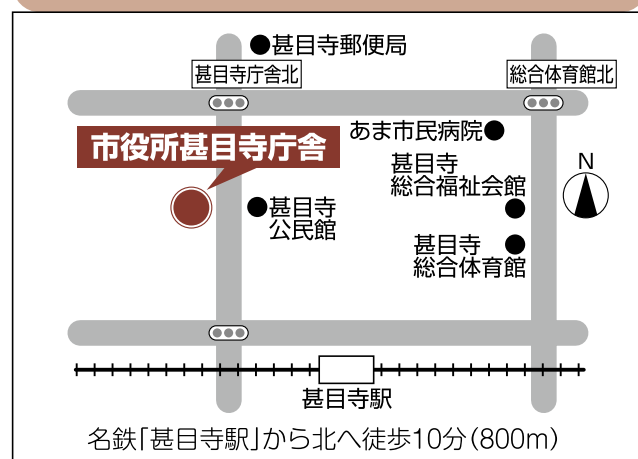 甚目寺郵便局
甚目寺庁舎北
総合体育館北
あま市民病院
市役所甚目寺庁舎
甚目寺
総合福祉会館
N
甚目寺
公民館
甚目寺
総合体育館
甚目寺駅
名鉄「甚目寺駅」から北へ徒歩10分(800m)